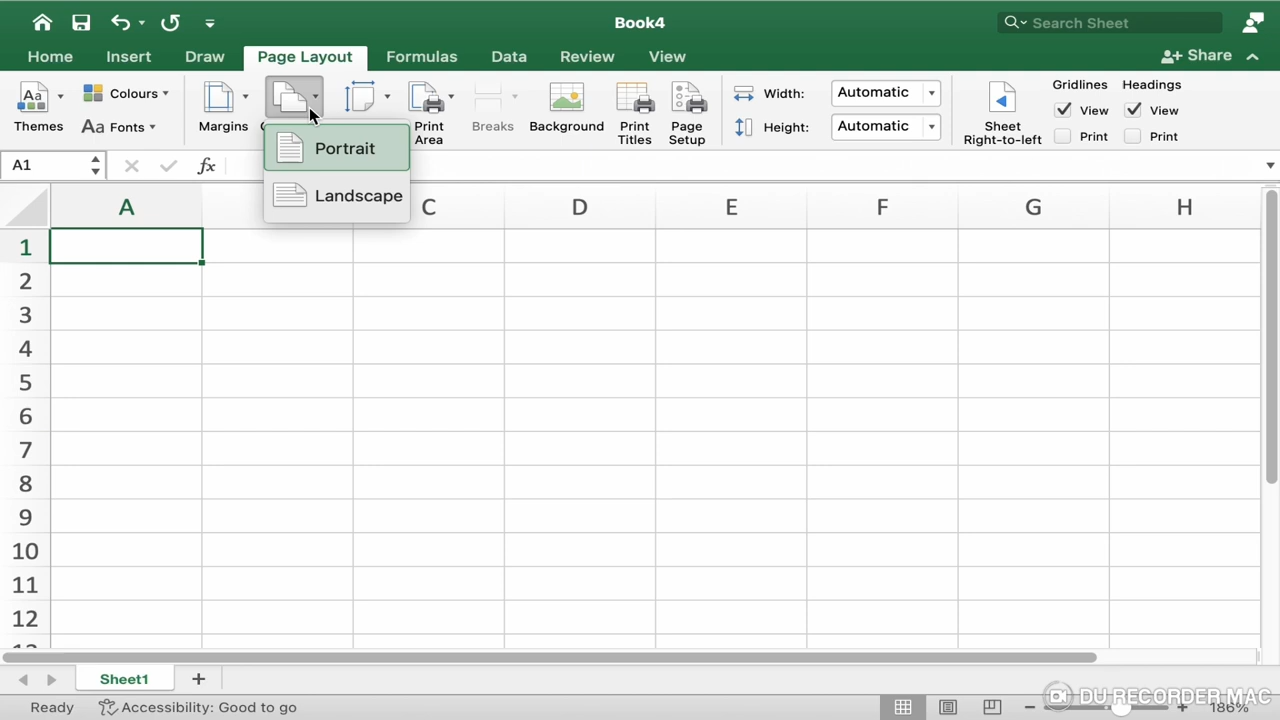 Book4
Search Sheet
Home Insert Draw Page Layout Formulas Data Review View Share
Aa Colours Width: Automatic Gridlines Headings
View View
Themes Aa Fonts Margins Print Area Breaks Background Print Titles Page Setup Height: Automatic Sheet Right-to-left Print Print
Portrait
Landscape
A1 fx
A C D E F G H
1
2
3
4
5
6
7
8
9
10
11
12
Sheet1
Ready Accessibility: Good to go 186%
DU RECORDER MAC